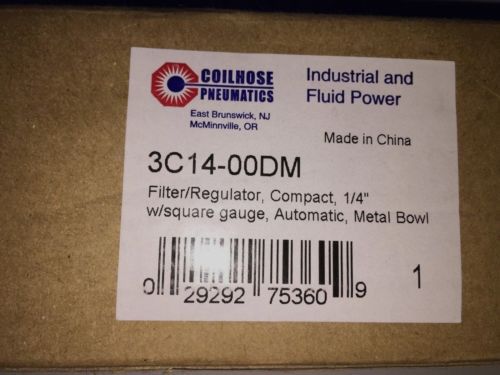 COILHOSE
PNEUMATICS
East Brunswick, NJ
McMinnville, OR
Industrial and
Fluid Power
Made in China
3C14-00DM
Filter/Regulator, Compact, 1/4"
w/square gauge, Automatic, Metal Bowl
0 29292 75360 9
1